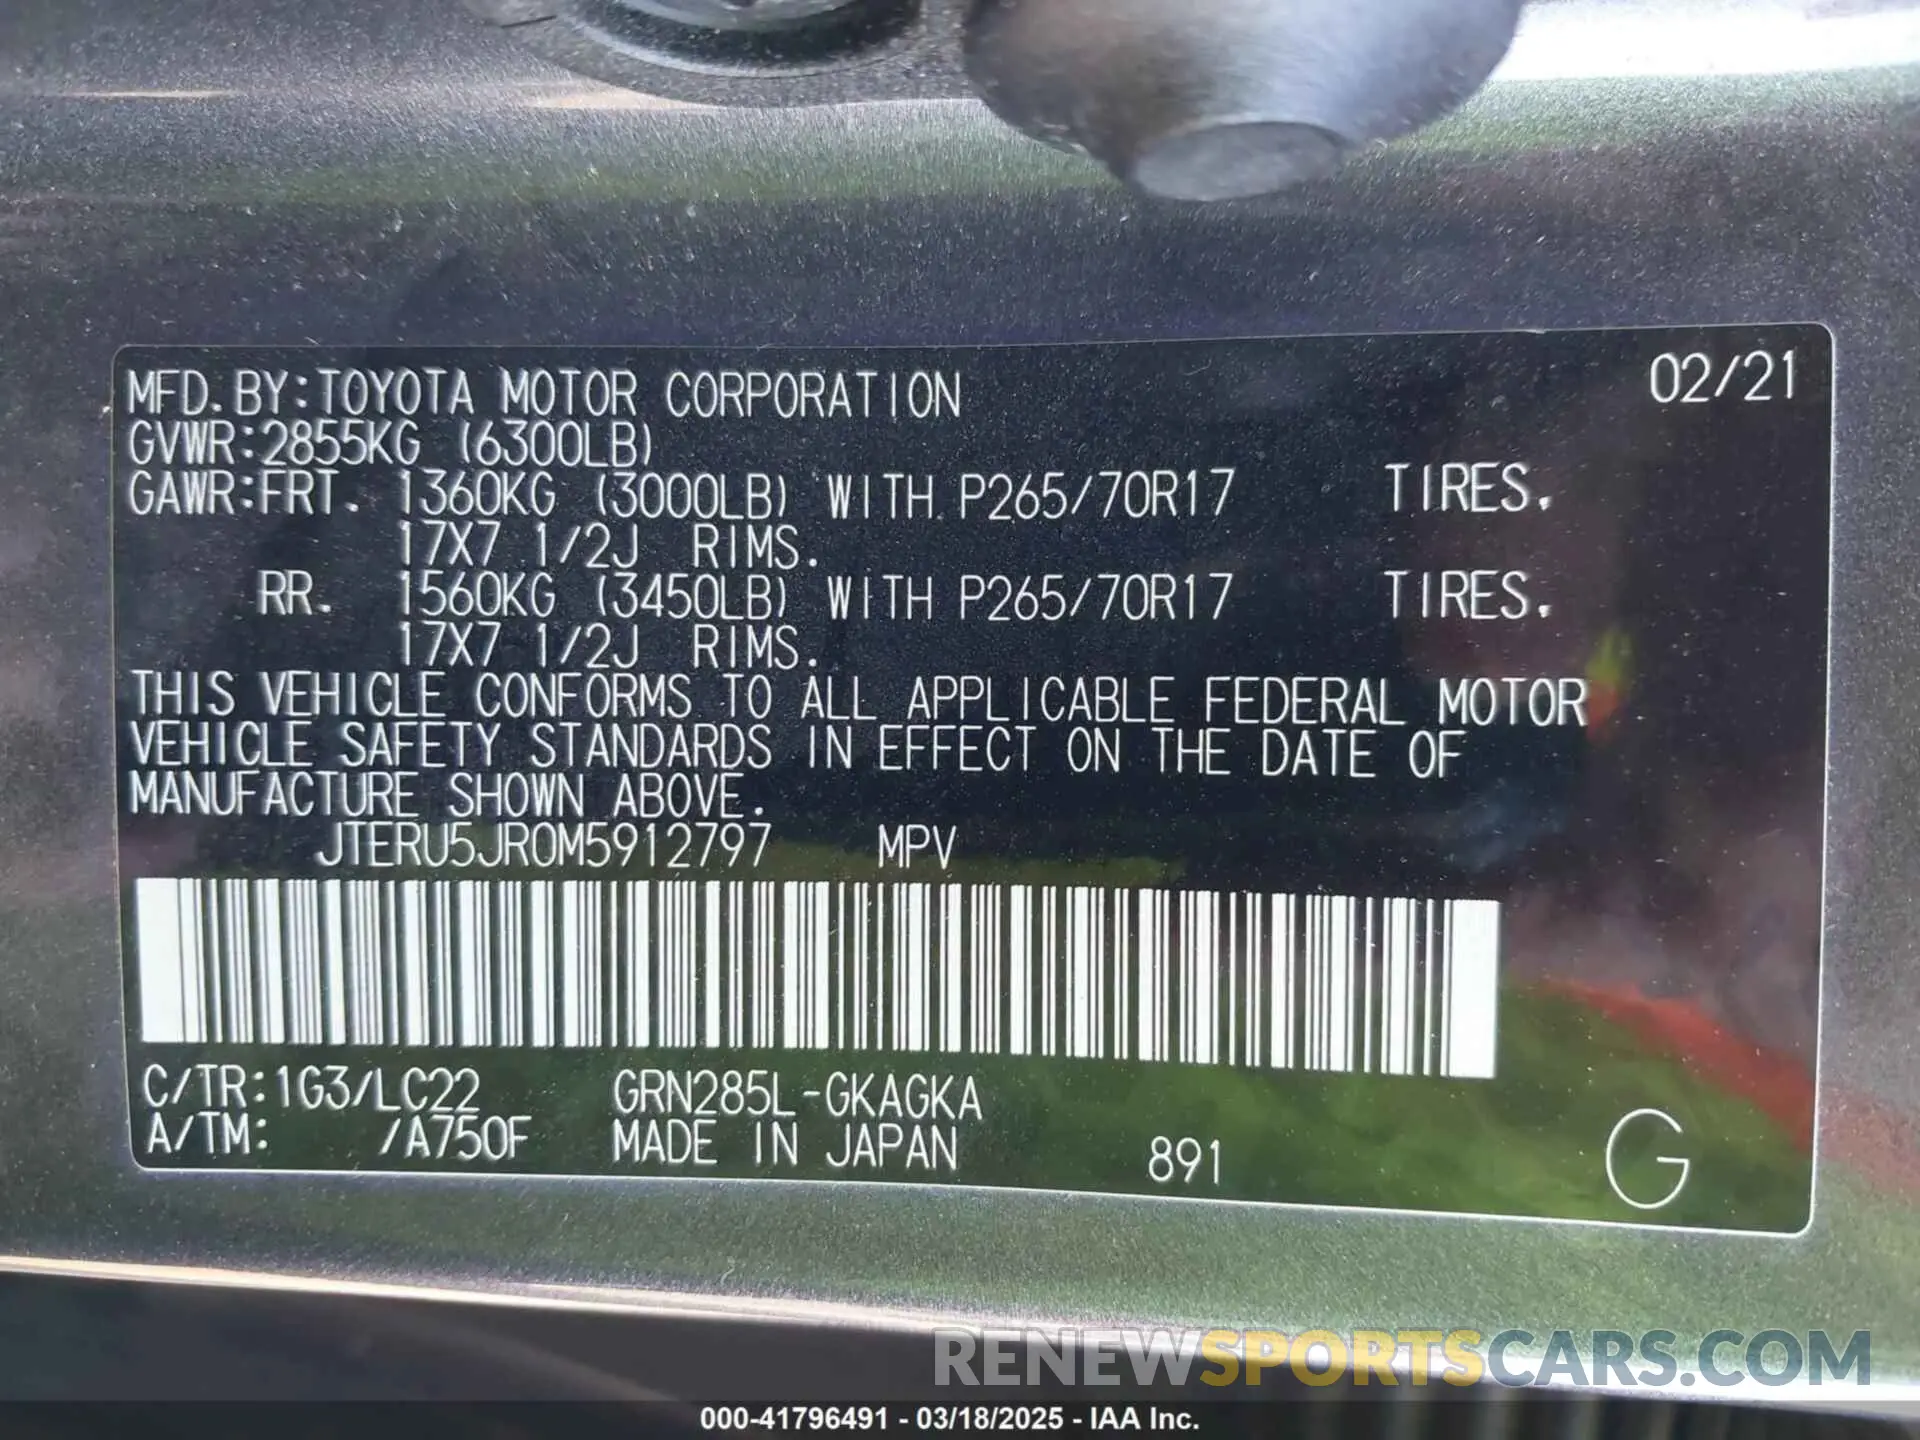 02/21
MFD.BY:TOYOTA MOTOR CORPORATION
GVWR:2855KG (6300LB)
GAWR:FRT. 1360KG (3000LB) WITH P265/70R17 TIRES.
17X7 1/2J RIMS.
RR. 1560KG (3450LB) WITH P265/70R17 TIRES.
17X7 1/2J RIMS.
THIS VEHICLE CONFORMS TO ALL APPLICABLE FEDERAL MOTOR
VEHICLE SAFETY STANDARDS IN EFFECT ON THE DATE OF
MANUFACTURE SHOWN ABOVE.
JTERU5JR0M5912797 MPV
C/TR:1G3/LC22 GRN285L-GKAGKA
A/TM: /A750F MADE IN JAPAN 891 G
RENEWSPORTSCARS.COM
000-41796491 - 03/18/2025 - IAA Inc.